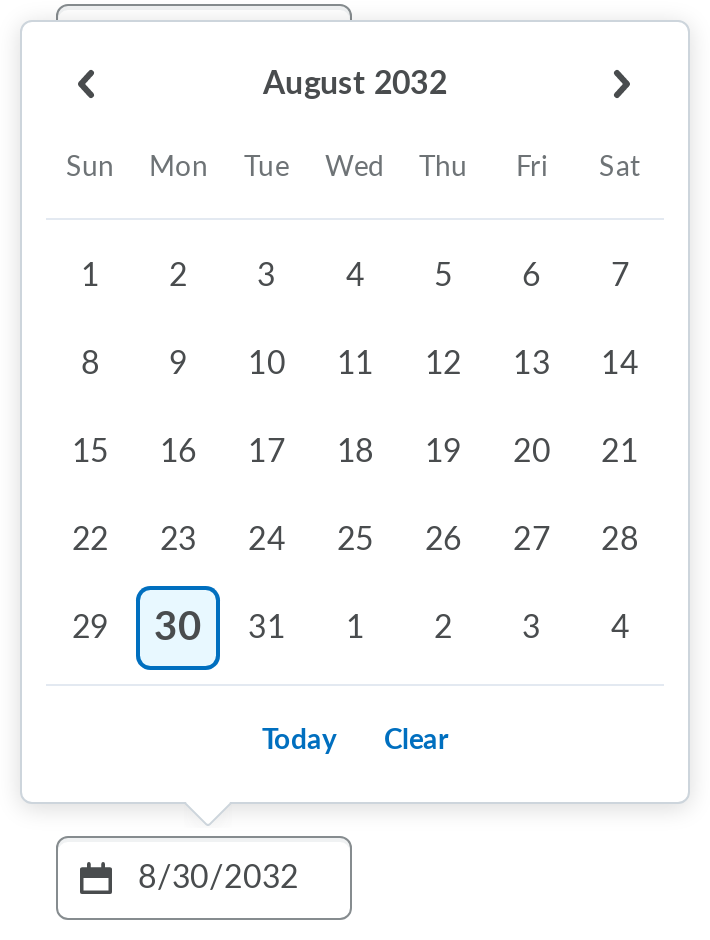 August 2032
Sun Mon Tue Wed Thu Fri Sat
1 2 3 4 5 6 7
8 9 10 11 12 13 14
15 16 17 18 19 20 21
22 23 24 25 26 27 28
29 30 31 1 2 3 4
Today Clear
8/30/2032